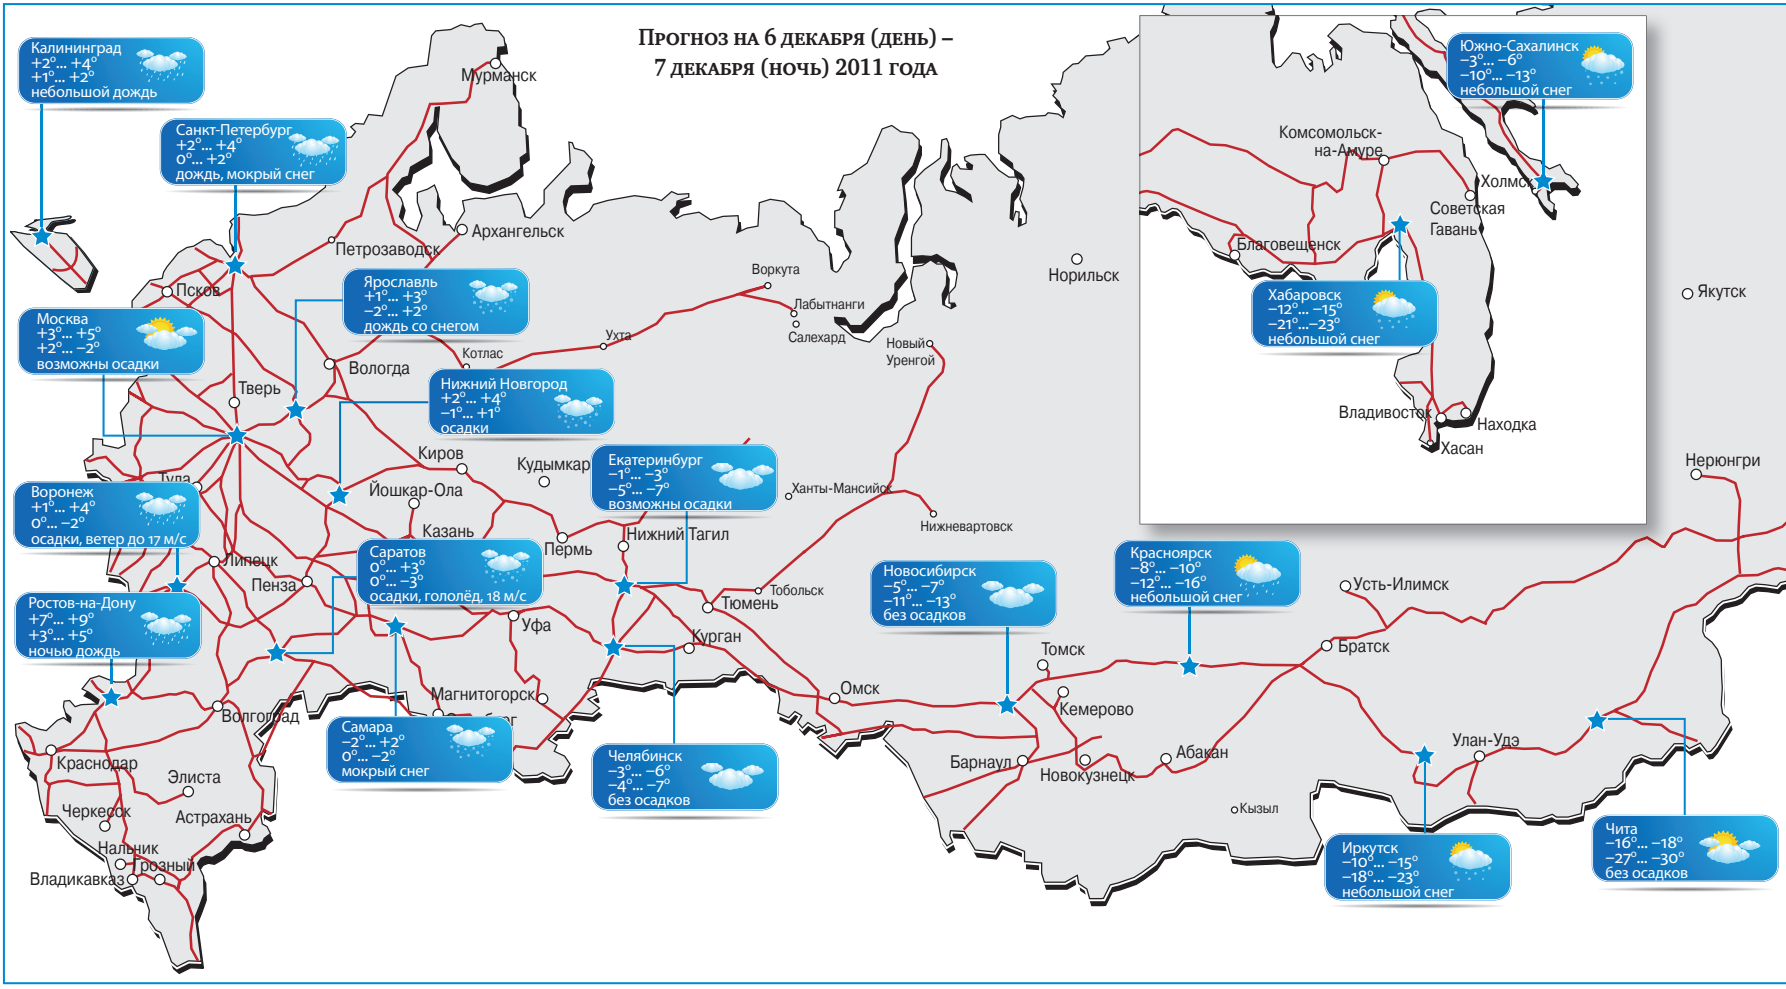 Прогноз на 6 декабря (день) –
7 декабря (ночь) 2011 года
Калининград
+2°... +4°
+1°... +2°
небольшой дождь
Санкт-Петербург
+2°... +4°
0°... +2°
дождь, мокрый снег
Мурманск
Архангельск
Петрозаводск
Псков
Ярославль
+1°... +3°
−2°... +2°
дождь со снегом
Москва
+3°... +5°
+2°... −2°
возможны осадки
Вологда
Тверь
Котлас
Ухта
Воркута
Лабытнанги
Салехард
Новый
Уренгой
Норильск
Нижний Новгород
+2°... +4°
−1°... +1°
осадки
Киров
Кудымкар
Йошкар-Ола
Казань
Пермь
Екатеринбург
−1°... −3°
−5°... −7°
возможны осадки
Нижний Тагил
Ханты-Мансийск
Нижневартовск
Тобольск
Тюмень
Тула
Воронеж
+1°... +4°
0°... −2°
осадки, ветер до 17 м/с
Липецк
Пенза
Саратов
0°... +3°
0°... −3°
осадки, гололёд, 18 м/с
Ростов-на-Дону
+7°... +9°
+3°... +5°
ночью дождь
Уфа
Курган
Магнитогорск
Волгоград
Самара
−2°... +2°
0°... −2°
мокрый снег
Челябинск
−3°... −6°
−4°... −7°
без осадков
Краснодар
Элиста
Черкесск
Астрахань
Нальчик
Грозный
Владикавказ
Омск
Новосибирск
−5°... −7°
−11°... −13°
без осадков
Томск
Кемерово
Барнаул
Новокузнецк
Абакан
Кызыл
Красноярск
−8°... −10°
−12°... −16°
небольшой снег
Усть-Илимск
Братск
Улан-Удэ
Иркутск
−10°... −15°
−18°... −23°
небольшой снег
Чита
−16°... −18°
−27°... −30°
без осадков
Нерюнгри
Якутск
Южно-Сахалинск
−3°... −6°
−10°... −13°
небольшой снег
Комсомольск-
на-Амуре
Холмск
Советская
Гавань
Благовещенск
Хабаровск
−12°... −15°
−21°...−23°
небольшой снег
Владивосток
Находка
Хасан